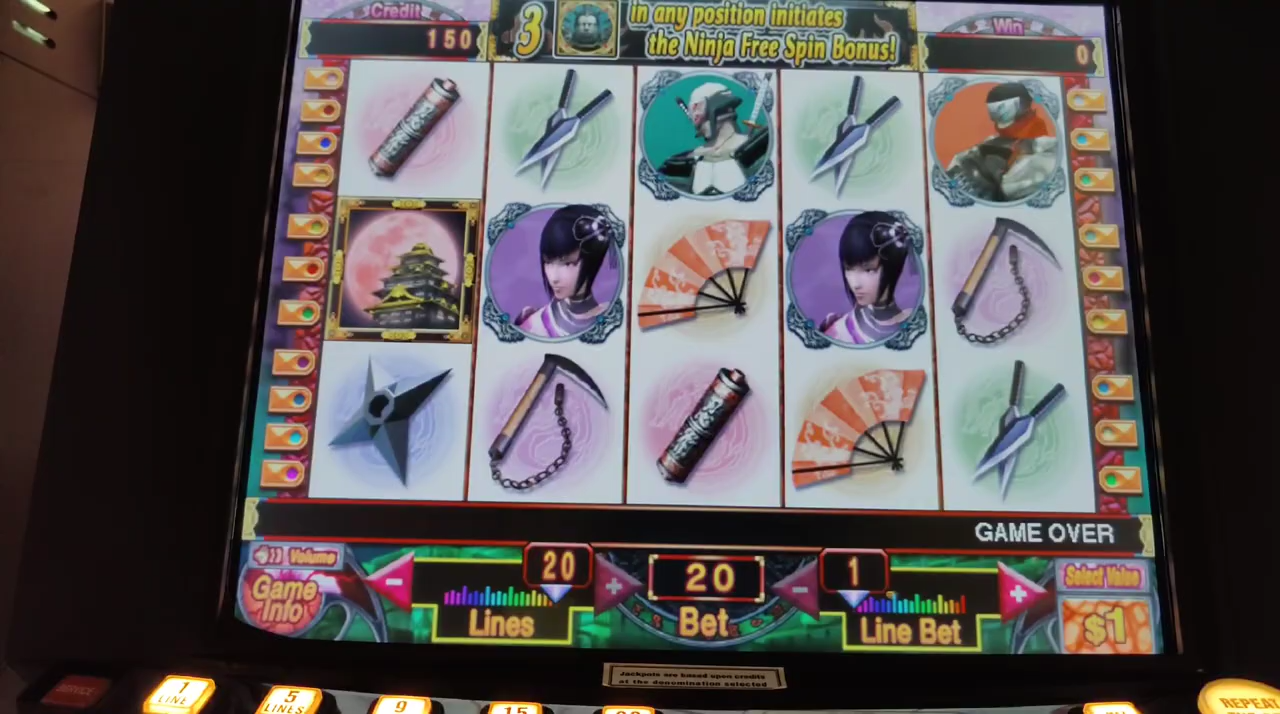 Credit
150
3
in any position initiates
the Ninja Free Spin Bonus!
Win
0
GAME OVER
Volume
Game
Info
20
Lines
20
Bet
1
Line Bet
Select Value
$1
Jackpots are based upon credits
at the denomination selected
SERVICE
1
LINE
5
LINES
9
15
REPEAT